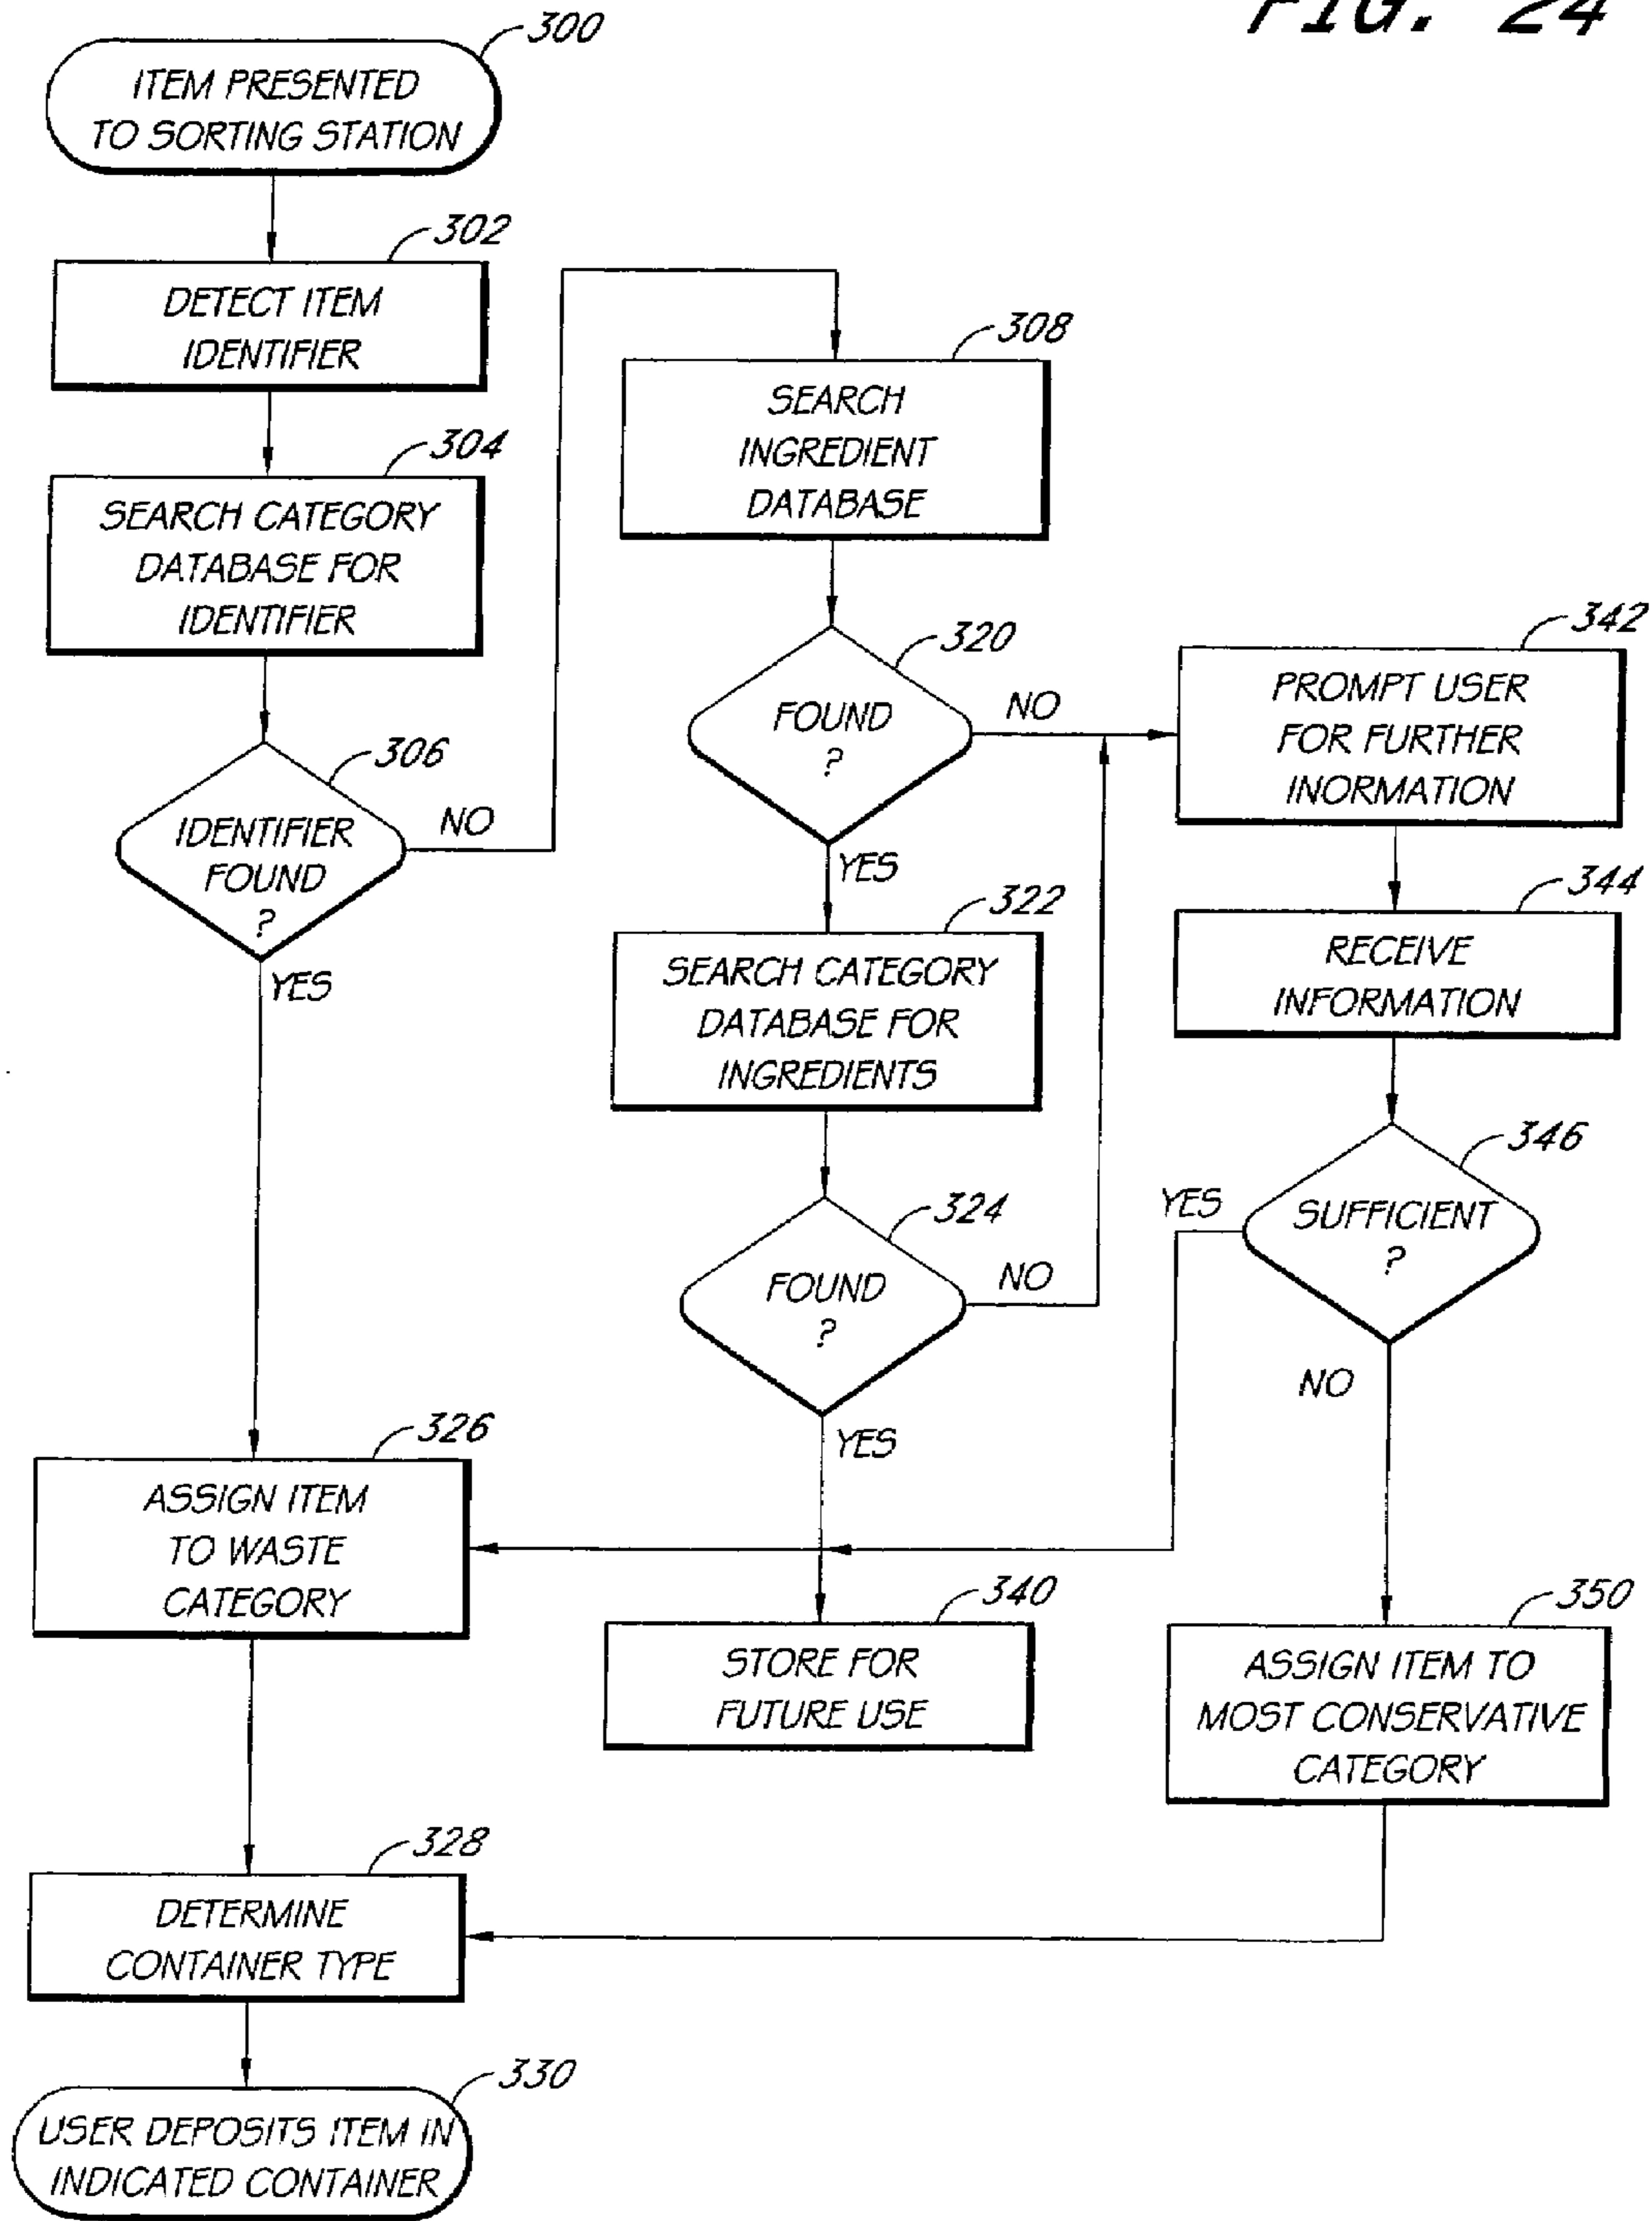 FIG. 24
300
ITEM PRESENTED
TO SORTING STATION
302
DETECT ITEM
IDENTIFIER
304
SEARCH CATEGORY
DATABASE FOR
IDENTIFIER
306
IDENTIFIER
FOUND
?
NO
YES
308
SEARCH
INGREDIENT
DATABASE
320
FOUND
?
NO
YES
322
SEARCH CATEGORY
DATABASE FOR
INGREDIENTS
324
FOUND
?
NO
YES
342
PROMPT USER
FOR FURTHER
INORMATION
344
RECEIVE
INFORMATION
346
SUFFICIENT
?
YES
NO
326
ASSIGN ITEM
TO WASTE
CATEGORY
340
STORE FOR
FUTURE USE
350
ASSIGN ITEM TO
MOST CONSERVATIVE
CATEGORY
328
DETERMINE
CONTAINER TYPE
330
USER DEPOSITS ITEM IN
INDICATED CONTAINER